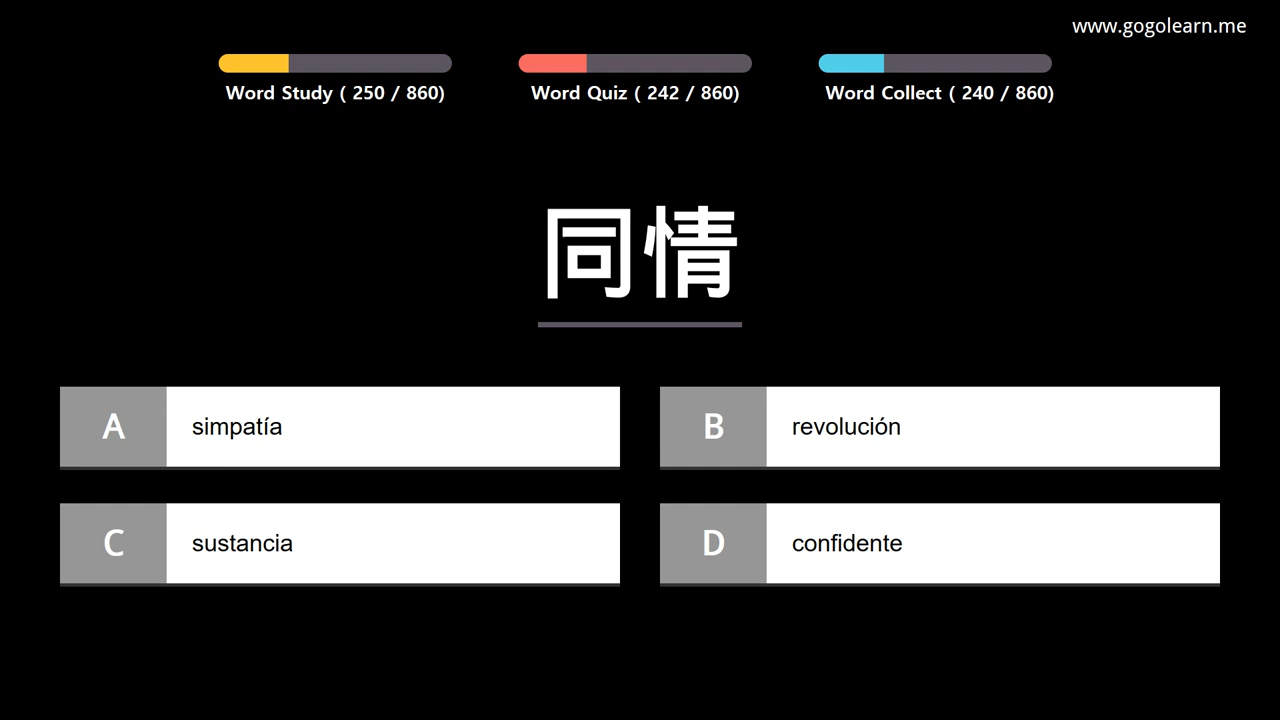 www.gogolearn.me
Word Study ( 250 / 860)
Word Quiz ( 242 / 860)
Word Collect ( 240 / 860)
同情
A simpatía
B revolución
C sustancia
D confidente